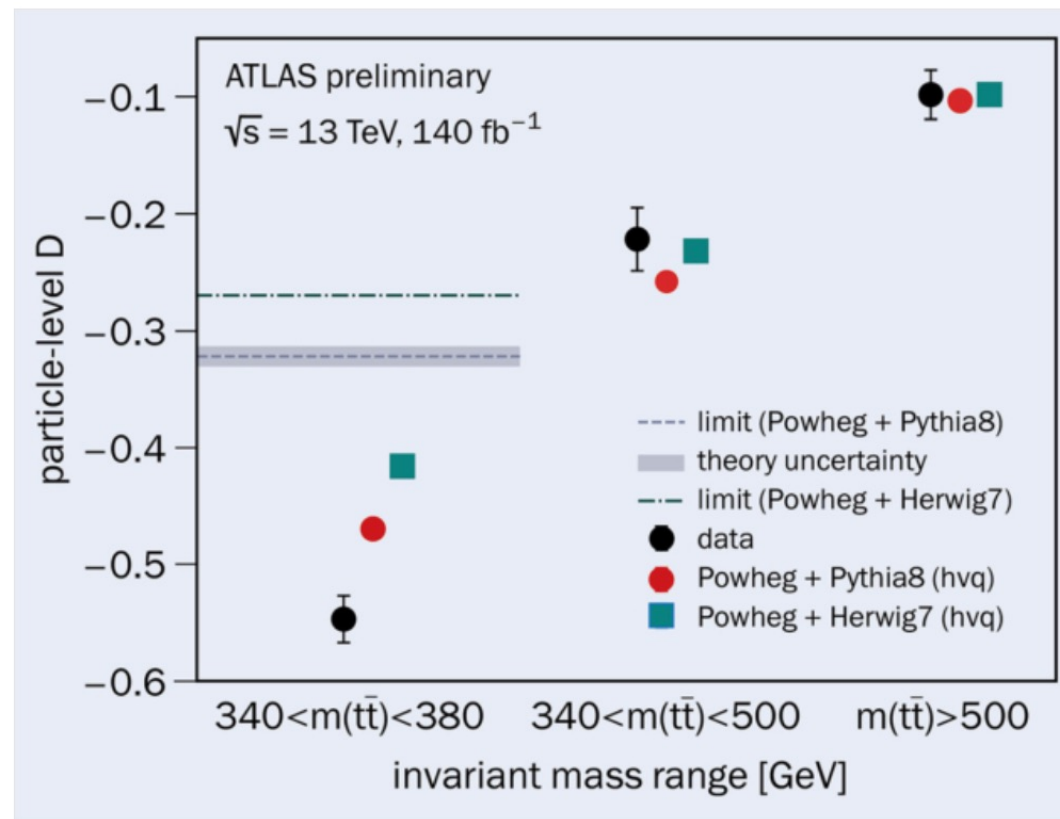 ATLAS preliminary
√s = 13 TeV, 140 fb⁻¹
particle-level D
−0.1
−0.2
−0.3
−0.4
−0.5
−0.6
limit (Powheg + Pythia8)
theory uncertainty
limit (Powheg + Herwig7)
data
Powheg + Pythia8 (hvq)
Powheg + Herwig7 (hvq)
340<m(tt̄)<380 340<m(tt̄)<500 m(tt̄)>500
invariant mass range [GeV]